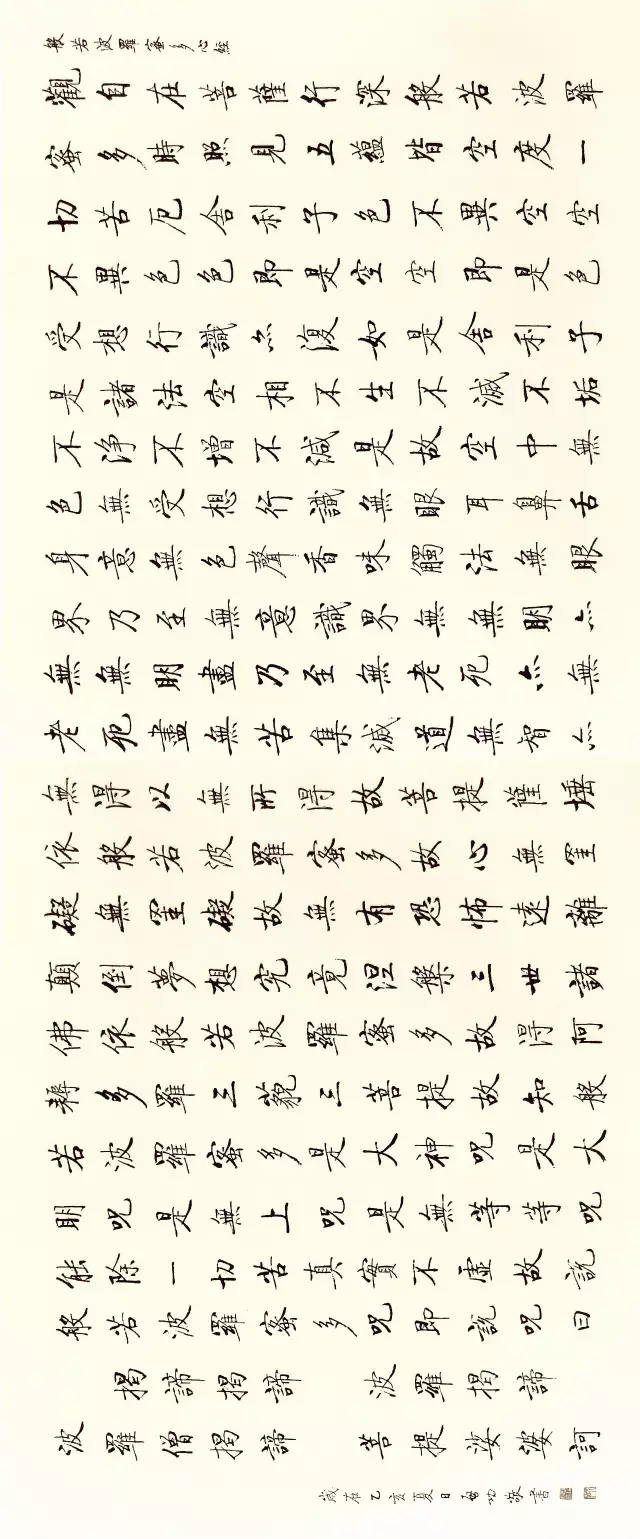 般若波羅蜜多心經
觀自在菩薩行深般若波羅
蜜多時照見五蘊皆空度一
切苦厄舍利子色不異空空
不異色色即是空空即是色
受想行識亦復如是舍利子
是諸法空相不生不滅不垢
不淨不增不減是故空中無
色無受想行識無眼耳鼻舌
身意無色聲香味觸法無眼
界乃至無意識界無無明亦
無無明盡乃至無老死亦無
老死盡無苦集滅道無智亦
無得以無所得故菩提薩埵
依般若波羅蜜多故心無罣
礙無罣礙故無有恐怖遠離
顛倒夢想究竟涅槃三世諸
佛依般若波羅蜜多故得阿
耨多羅三藐三菩提故知般
若波羅蜜多是大神咒是大
明咒是無上咒是無等等咒
能除一切苦真實不虛故說
般若波羅蜜多咒即說咒曰
揭諦揭諦 波羅揭諦
波羅僧揭諦 菩提娑婆訶
歲在乙亥夏日啟功敬書